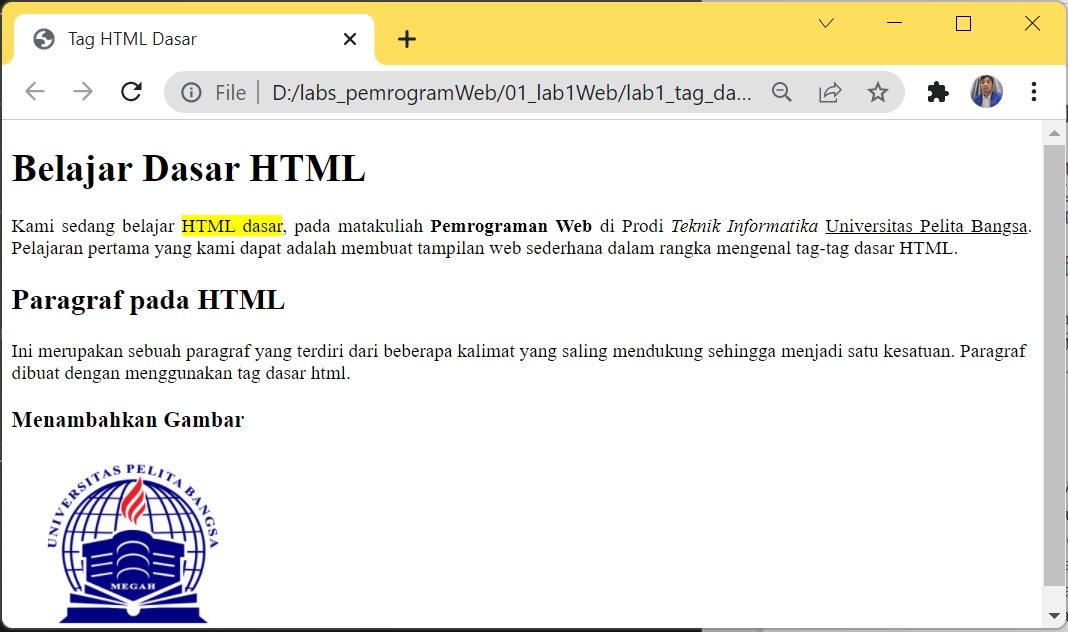 Tag HTML Dasar
File
D:/labs_pemrogramWeb/01_lab1Web/lab1_tag_da...
Belajar Dasar HTML
Kami sedang belajar HTML dasar, pada matakuliah Pemrograman Web di Prodi Teknik Informatika Universitas Pelita Bangsa.
Pelajaran pertama yang kami dapat adalah membuat tampilan web sederhana dalam rangka mengenal tag-tag dasar HTML.
Paragraf pada HTML
Ini merupakan sebuah paragraf yang terdiri dari beberapa kalimat yang saling mendukung sehingga menjadi satu kesatuan. Paragraf
dibuat dengan menggunakan tag dasar html.
Menambahkan Gambar
UNIVERSITAS PELITA BANGSA
MEGAH